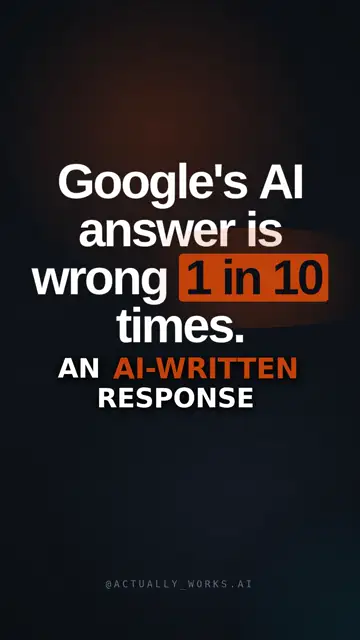 Google's AI
answer is
wrong 1 in 10
times.
AN AI-WRITTEN
RESPONSE
@ACTUALLY_WORKS.AI